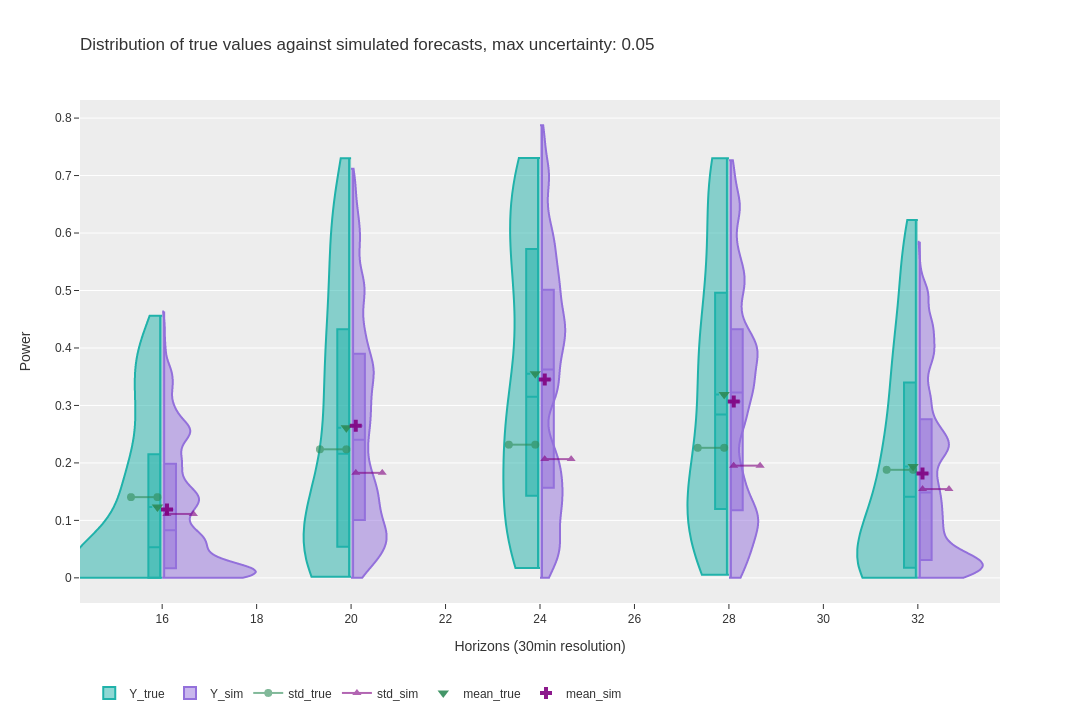 Distribution of true values against simulated forecasts, max uncertainty: 0.05
0.8
0.7
0.6
0.5
0.4
0.3
0.2
0.1
0
Power
16 18 20 22 24 26 28 30 32
Horizons (30min resolution)
Y_true Y_sim std_true std_sim mean_true mean_sim